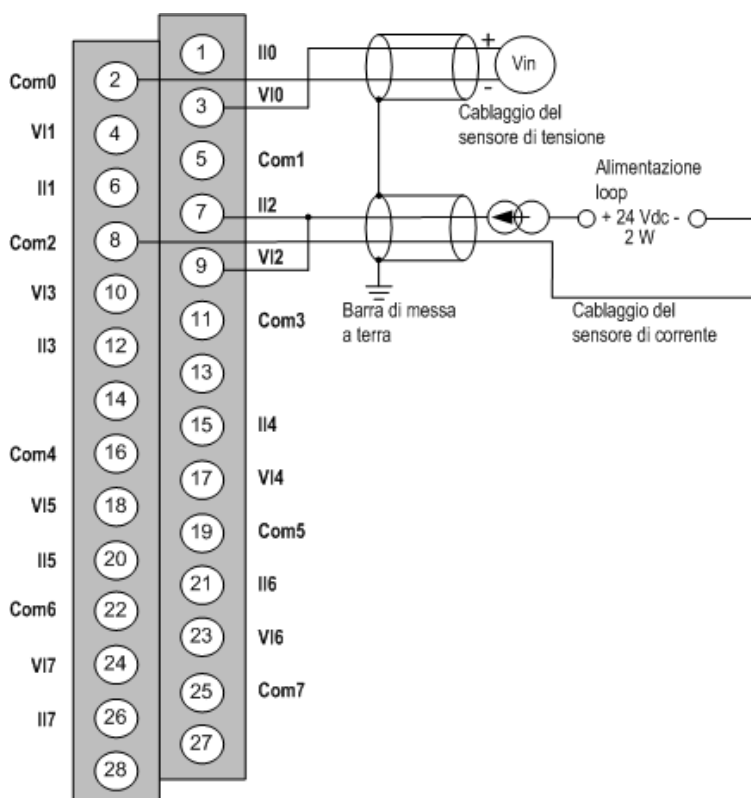 1 II0
Com0 2
3 VI0
VI1 4
5 Com1
II1 6
7 II2
Com2 8
9 VI2
VI3 10
11 Com3
II3 12
13
14
15 II4
Com4 16
17 VI4
VI5 18
19 Com5
II5 20
21 II6
Com6 22
23 VI6
VI7 24
25 Com7
II7 26
27
28
+
Vin
-
Cablaggio del
sensore di tensione
Alimentazione
loop
+ 24 Vdc -
2 W
Barra di messa
a terra
Cablaggio del
sensore di corrente